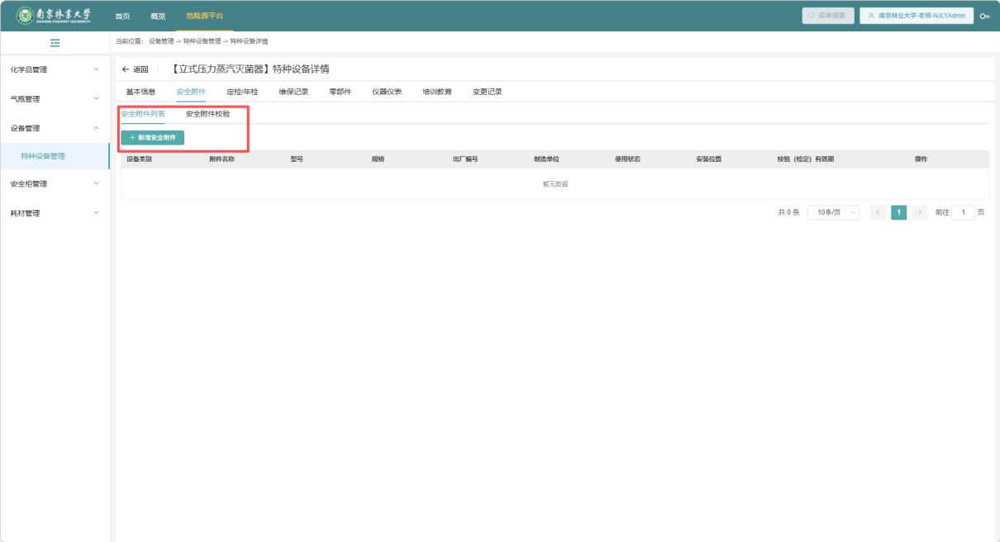 南京林业大学 首页 概览 危险源平台 菜单搜索 南京林业大学-老师-NJLYAdmin
NANJING FORESTRY UNIVERSITY
当前位置： 设备管理 -> 特种设备管理 -> 特种设备详情
化学品管理
气瓶管理
设备管理
特种设备管理
安全柜管理
耗材管理
← 返回 【立式压力蒸汽灭菌器】特种设备详情
基本信息 安全附件 定检/年检 维保记录 零部件 仪器仪表 培训教育 变更记录
安全附件列表 安全附件校验
+ 新增安全附件
设备类别 附件名称 型号 规格 出厂编号 制造单位 使用状态 安装位置 校验（检定）有效期 操作
暂无数据
共 0 条 10条/页 < 1 > 前往 1 页